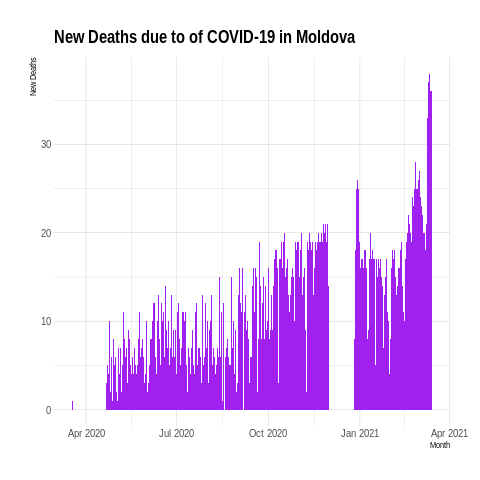 New Deaths due to of COVID-19 in Moldova
New Deaths
30
20
10
0
Apr 2020 Jul 2020 Oct 2020 Jan 2021 Apr 2021
Month